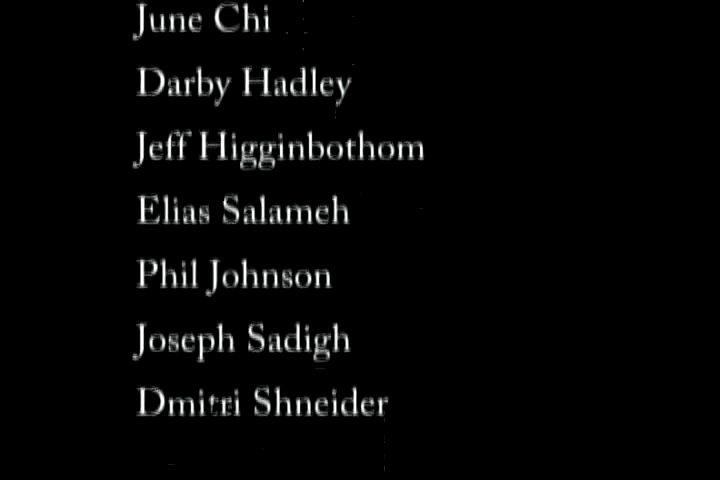 June Chi
Darby Hadley
Jeff Higginbothom
Elias Salameh
Phil Johnson
Joseph Sadigh
Dmitri Shneider